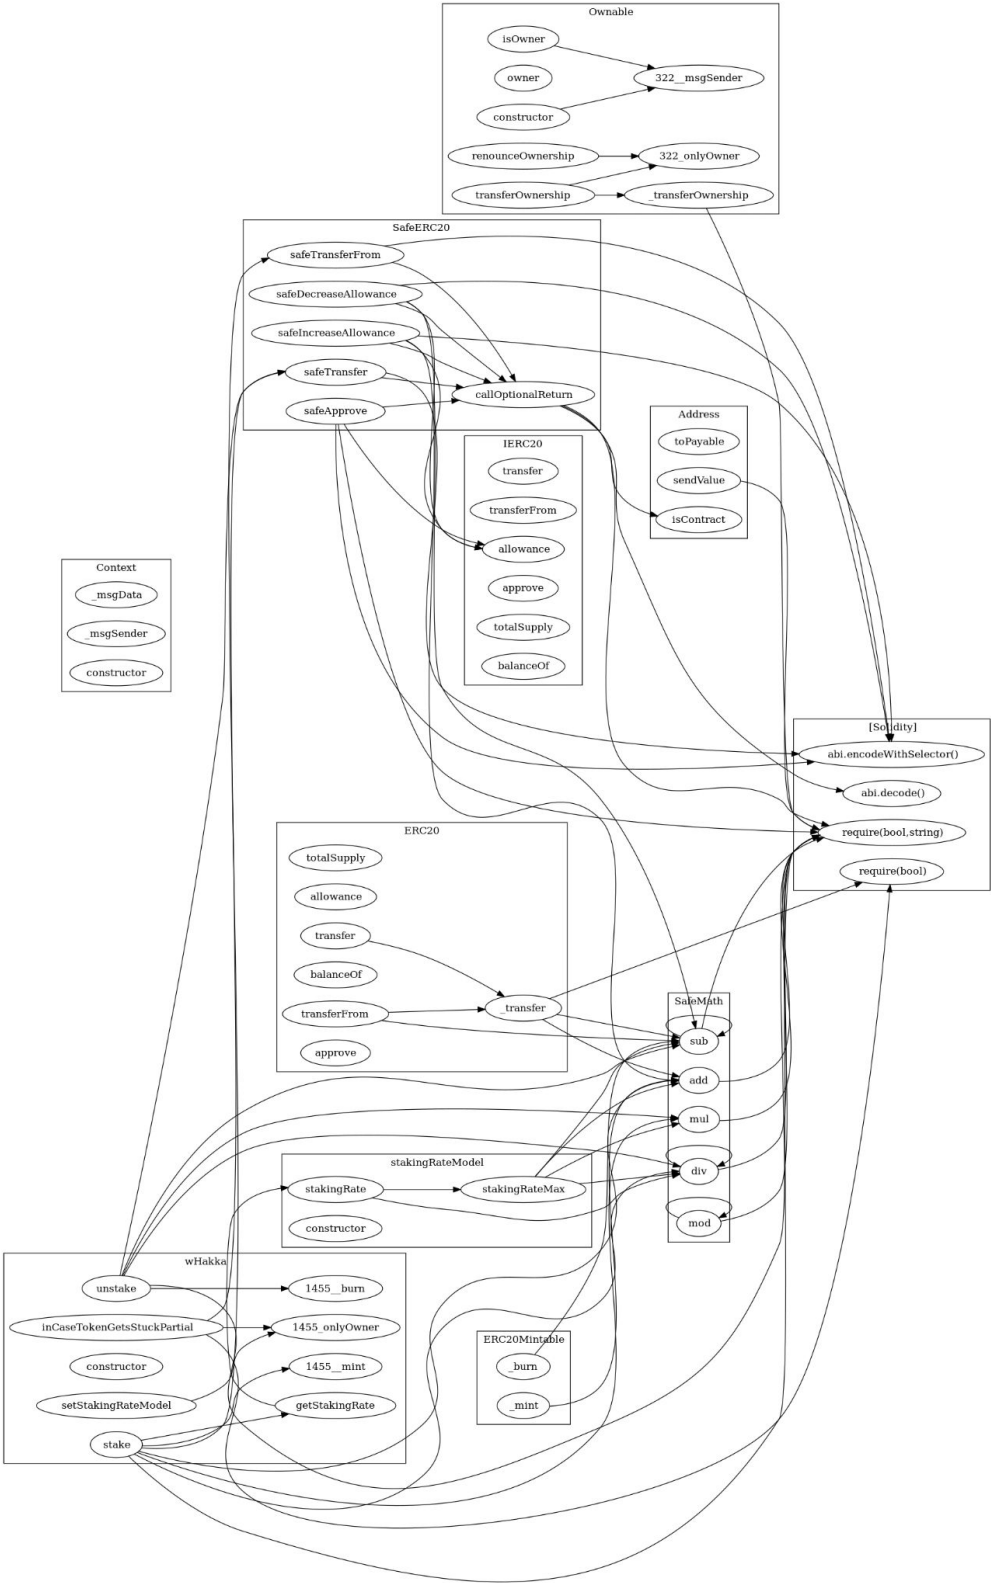 Ownable
isOwner
322__msgSender
owner
constructor
renounceOwnership
322_onlyOwner
transferOwnership
_transferOwnership
SafeERC20
safeTransferFrom
safeDecreaseAllowance
safeIncreaseAllowance
safeTransfer
callOptionalReturn
safeApprove
Address
toPayable
sendValue
isContract
IERC20
transfer
transferFrom
allowance
approve
totalSupply
balanceOf
Context
_msgData
_msgSender
constructor
[Solidity]
abi.encodeWithSelector()
abi.decode()
require(bool,string)
require(bool)
ERC20
totalSupply
allowance
transfer
balanceOf
transferFrom
_transfer
approve
SafeMath
sub
add
mul
div
mod
stakingRateModel
stakingRate
stakingRateMax
constructor
wHakka
unstake
1455__burn
inCaseTokenGetsStuckPartial
1455_onlyOwner
constructor
1455__mint
setStakingRateModel
getStakingRate
stake
ERC20Mintable
_burn
_mint